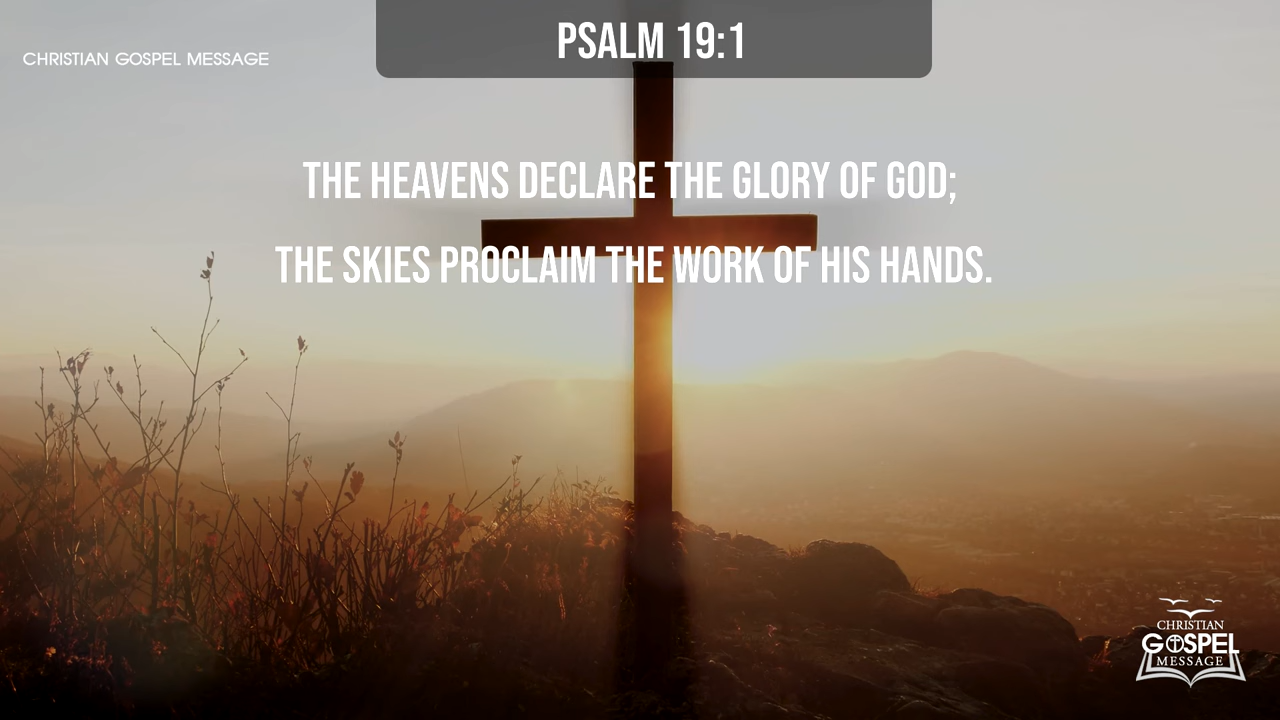 PSALM 19:1
CHRISTIAN GOSPEL MESSAGE
THE HEAVENS DECLARE THE GLORY OF GOD;
THE SKIES PROCLAIM THE WORK OF HIS HANDS.
CHRISTIAN
GOSPEL
MESSAGE